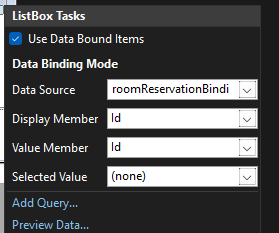 ListBox Tasks
Use Data Bound Items
Data Binding Mode
Data Source roomReservationBindi
Display Member Id
Value Member Id
Selected Value (none)
Add Query...
Preview Data...